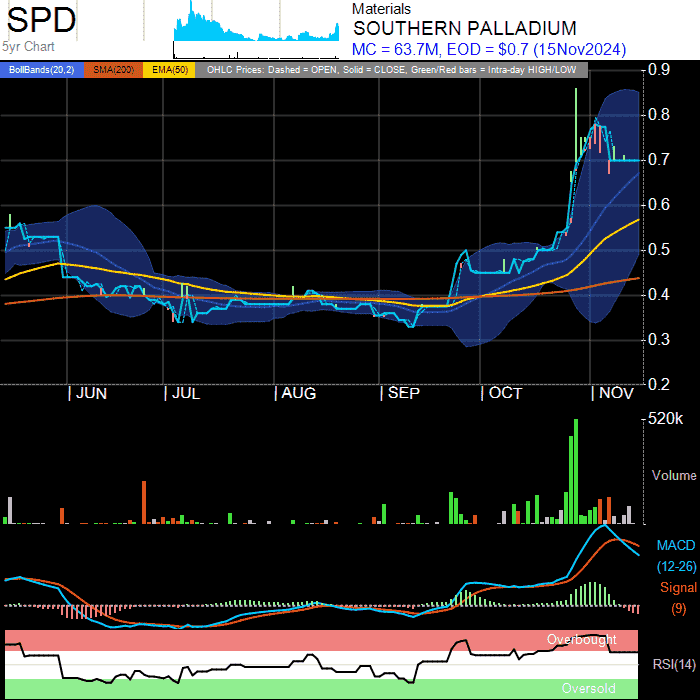 SPD
5yr Chart
Materials
SOUTHERN PALLADIUM
MC = 63.7M, EOD = $0.7 (15Nov2024)
BollBands(20,2) SMA(200) EMA(50) OHLC Prices: Dashed = OPEN, Solid = CLOSE, Green/Red bars = Intra-day HIGH/LOW
0.9
0.8
0.7
0.6
0.5
0.4
0.3
0.2
JUN JUL AUG SEP OCT NOV
520k
Volume
MACD
(12-26)
Signal
(9)
Overbought
RSI(14)
Oversold